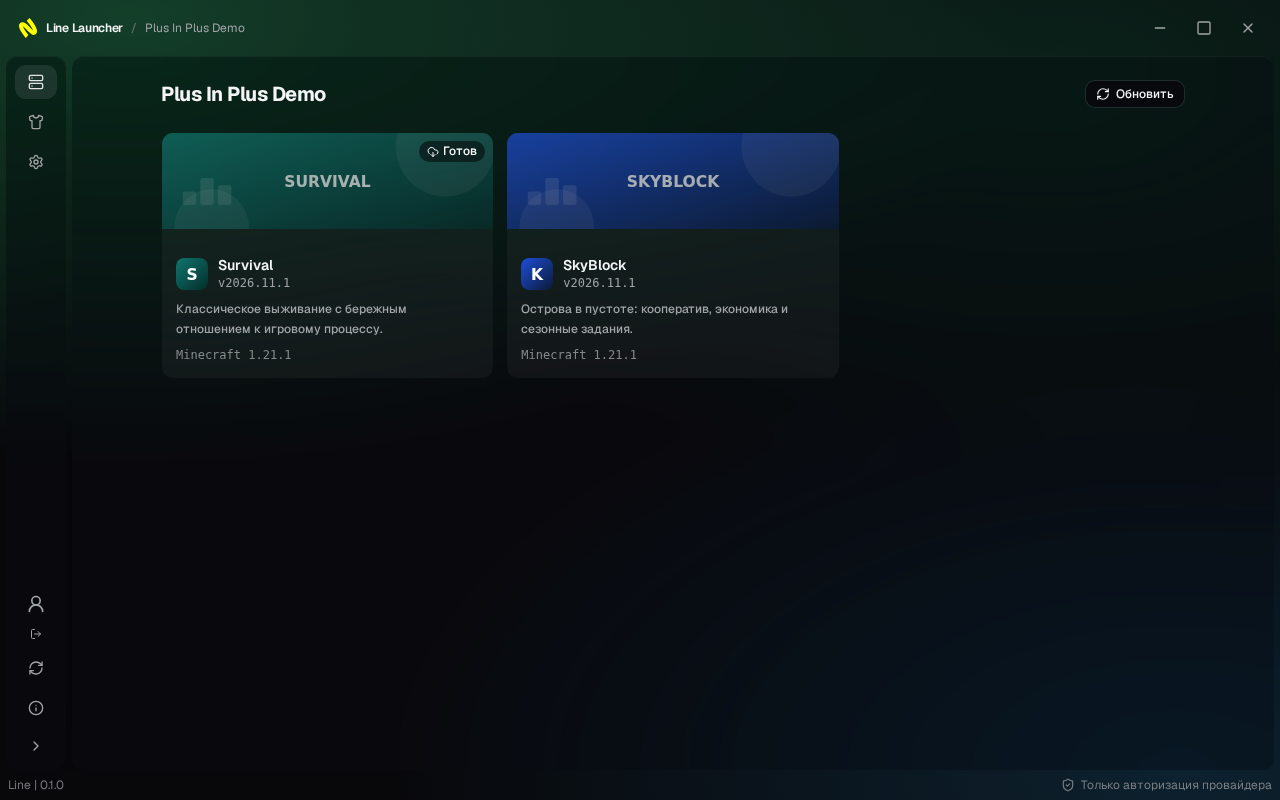 Line Launcher / Plus In Plus Demo
Plus In Plus Demo
Обновить
Готов
SURVIVAL
SKYBLOCK
S
Survival
v2026.11.1
Классическое выживание с бережным
отношением к игровому процессу.
Minecraft 1.21.1
K
SkyBlock
v2026.11.1
Острова в пустоте: кооператив, экономика и
сезонные задания.
Minecraft 1.21.1
Line | 0.1.0
Только авторизация провайдера